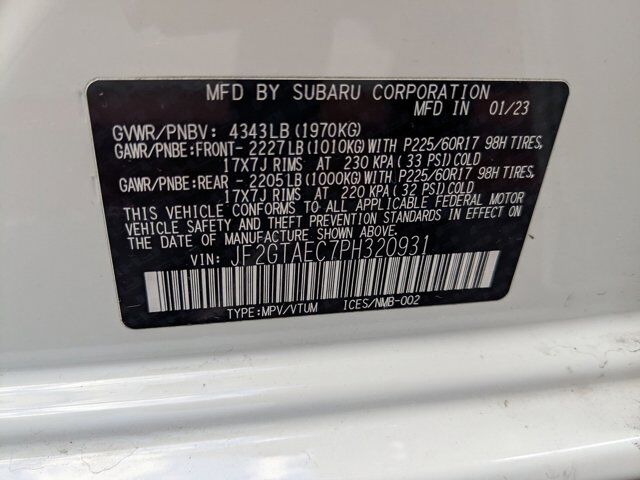 MFD BY SUBARU CORPORATION
MFD IN 01/23
GVWR/PNBV: 4343LB(1970KG)
GAWR/PNBE:FRONT- 2227LB(1010KG)WITH P225/60R17 98H TIRES,
17X7J RIMS AT 230 KPA(33 PSI)COLD
GAWR/PNBE:REAR - 2205LB(1000KG)WITH P225/60R17 98H TIRES,
17X7J RIMS AT 220 KPA(32 PSI)COLD
THIS VEHICLE CONFORMS TO ALL APPLICABLE FEDERAL MOTOR
VEHICLE SAFETY AND THEFT PREVENTION STANDARDS IN EFFECT ON
THE DATE OF MANUFACTURE SHOWN ABOVE.
VIN: JF2GTAEC7PH320931
TYPE:MPV/VTUM ICES/NMB-002